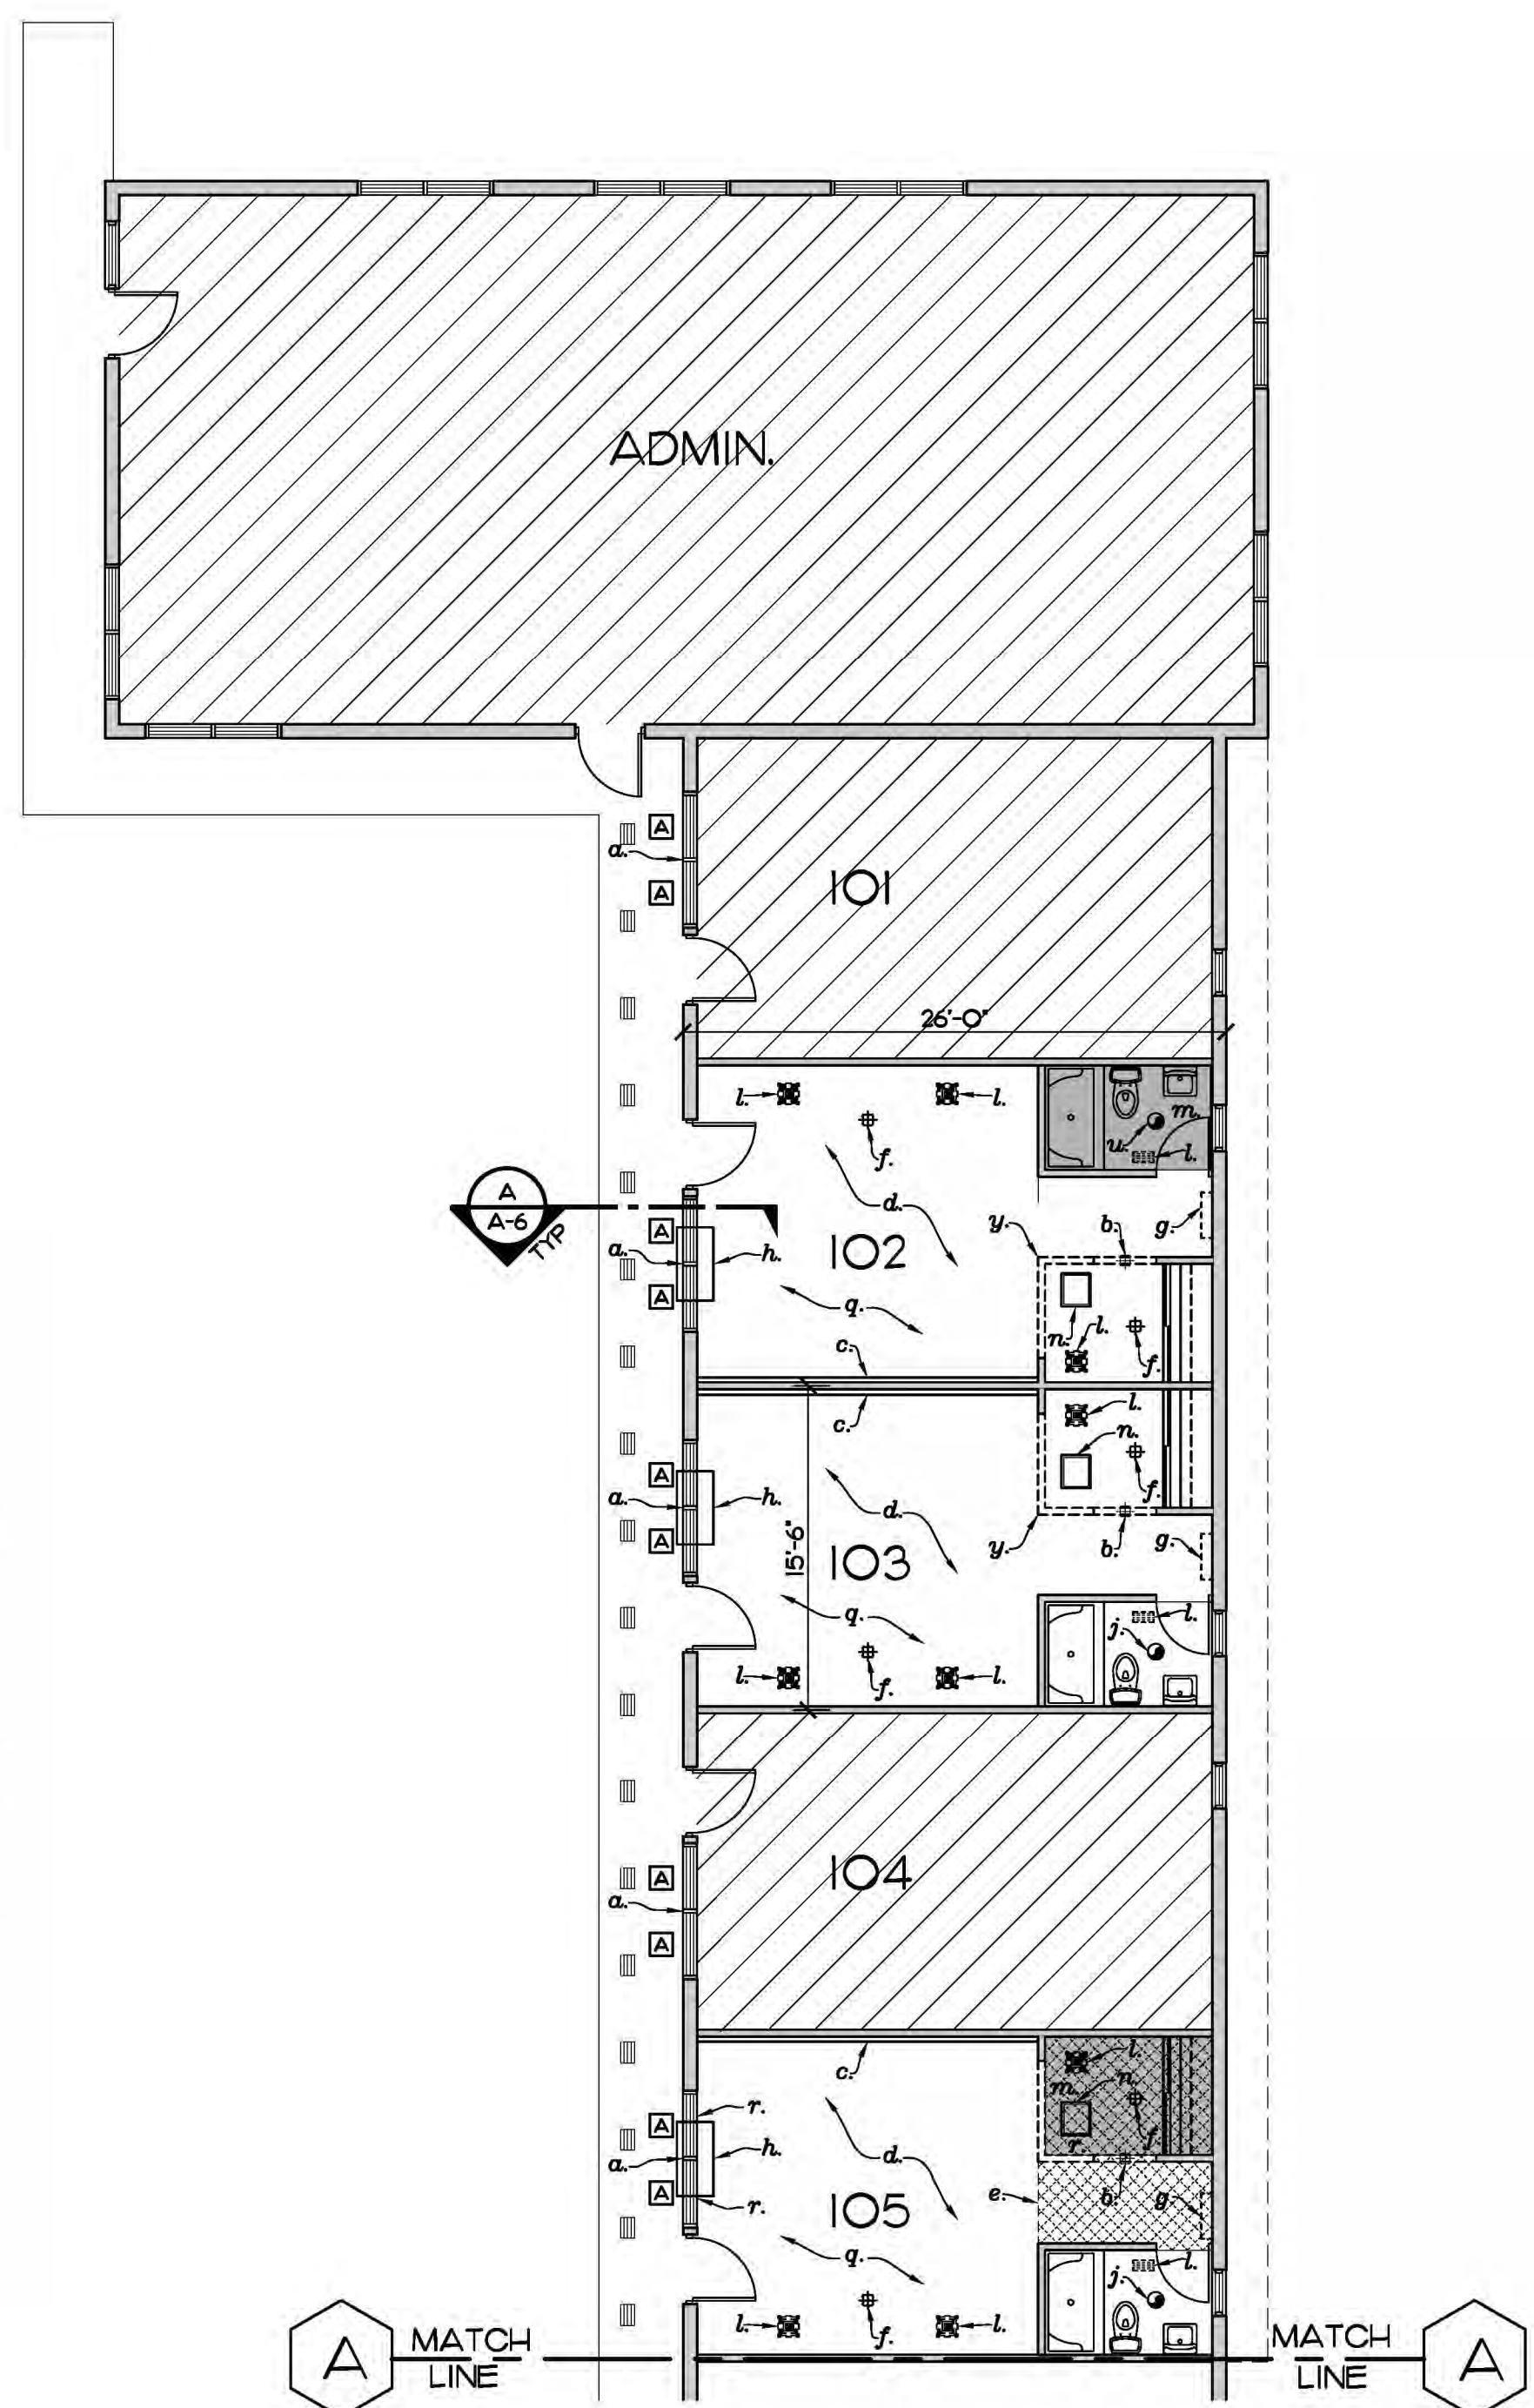 ADMIN.
A
a.
A
101
26'-0"
l.
l.
f.
m.
u.
l.
A
A-6
TYP
d.
y.
b.
g.
A
a.
h.
102
A
q.
n.
l.
f.
c.
c.
l.
n.
f.
A
a.
h.
d.
A
15'-6"
103
y.
b.
g.
q.
l.
j.
l.
f.
l.
104
A
a.
A
c.
l.
m.
n.
r.
f.
r.
A
h.
a.
d.
A
r.
e.
b.
g.
105
q.
l.
j.
l.
f.
l.
A
MATCH
LINE
MATCH
LINE
A